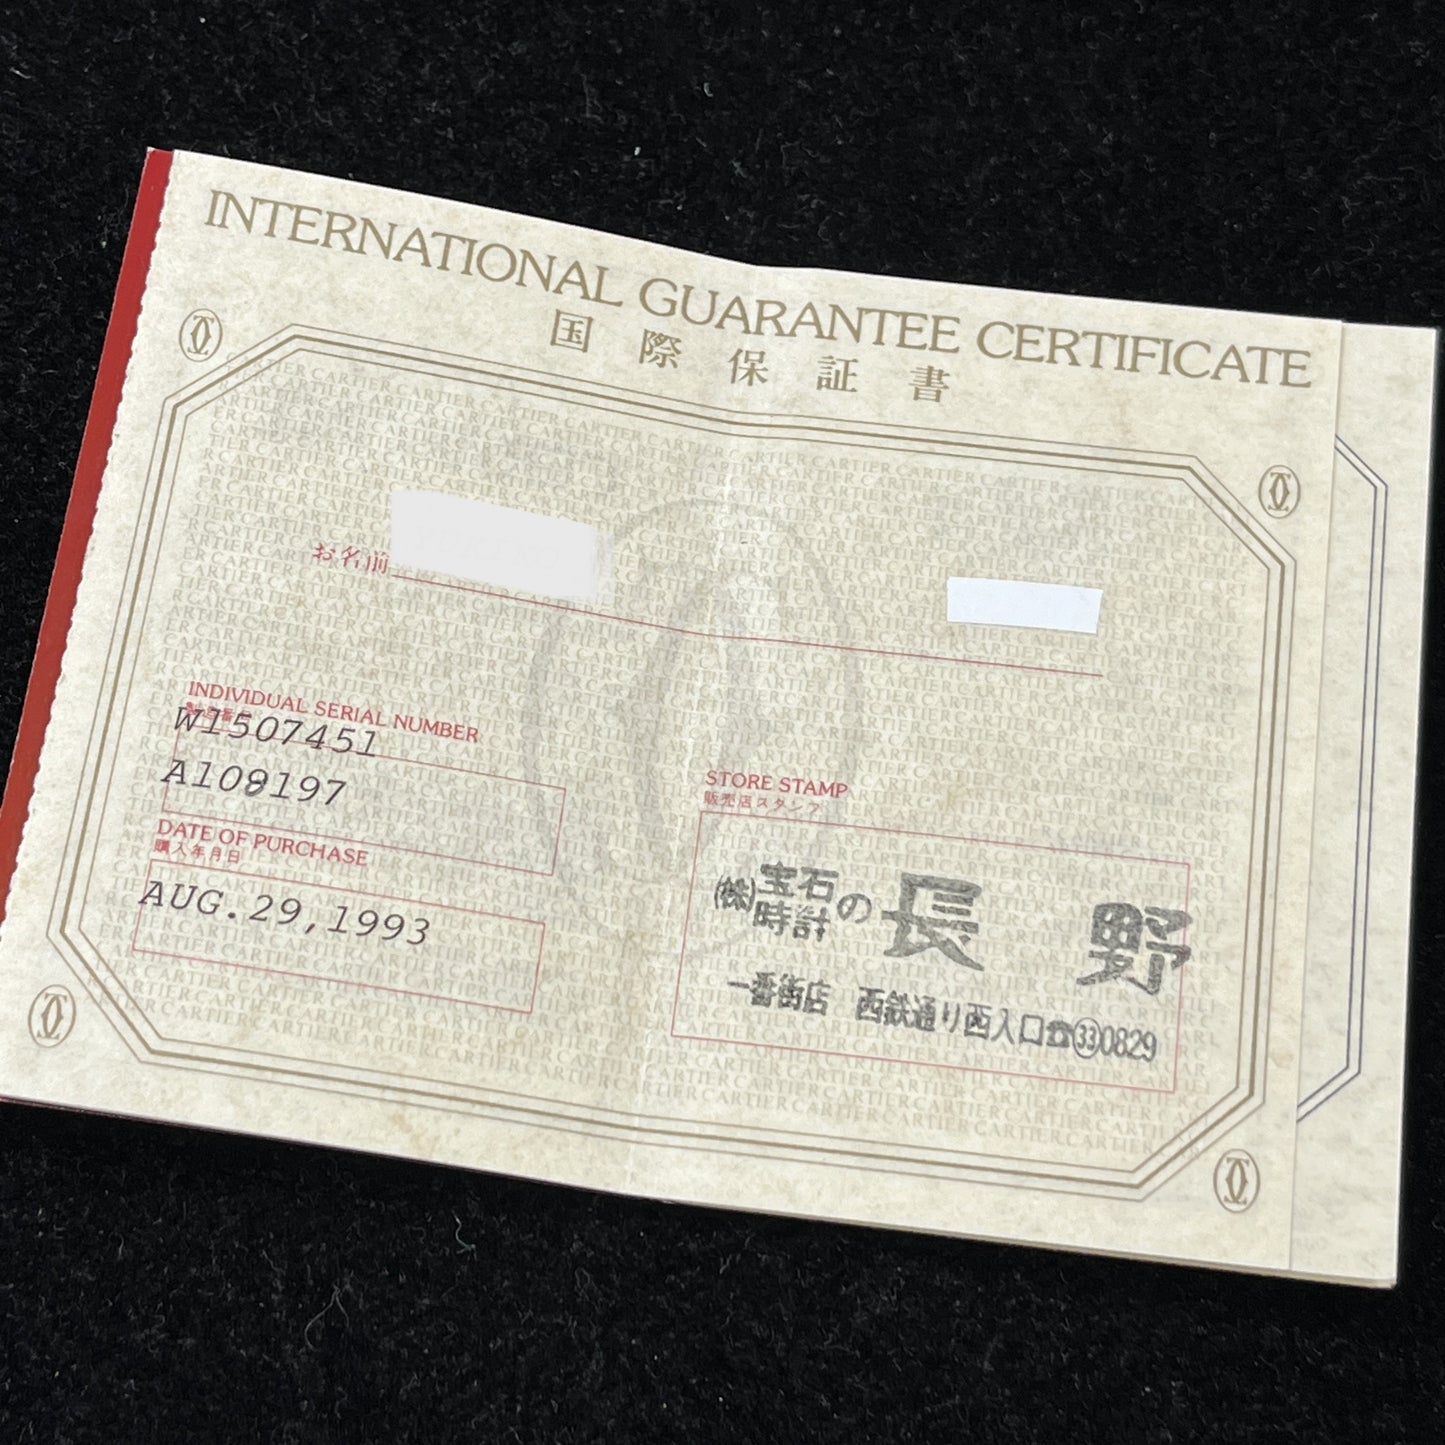 INTERNATIONAL GUARANTEE CERTIFICATE
国際保証書
お名前
INDIVIDUAL SERIAL NUMBER
W1507451
A108197
DATE OF PURCHASE
購入年月日
AUG.29,1993
STORE STAMP
販売店スタンプ
㈱宝石時計の長野
一番街店 西鉄通り西入口☎㉝0829